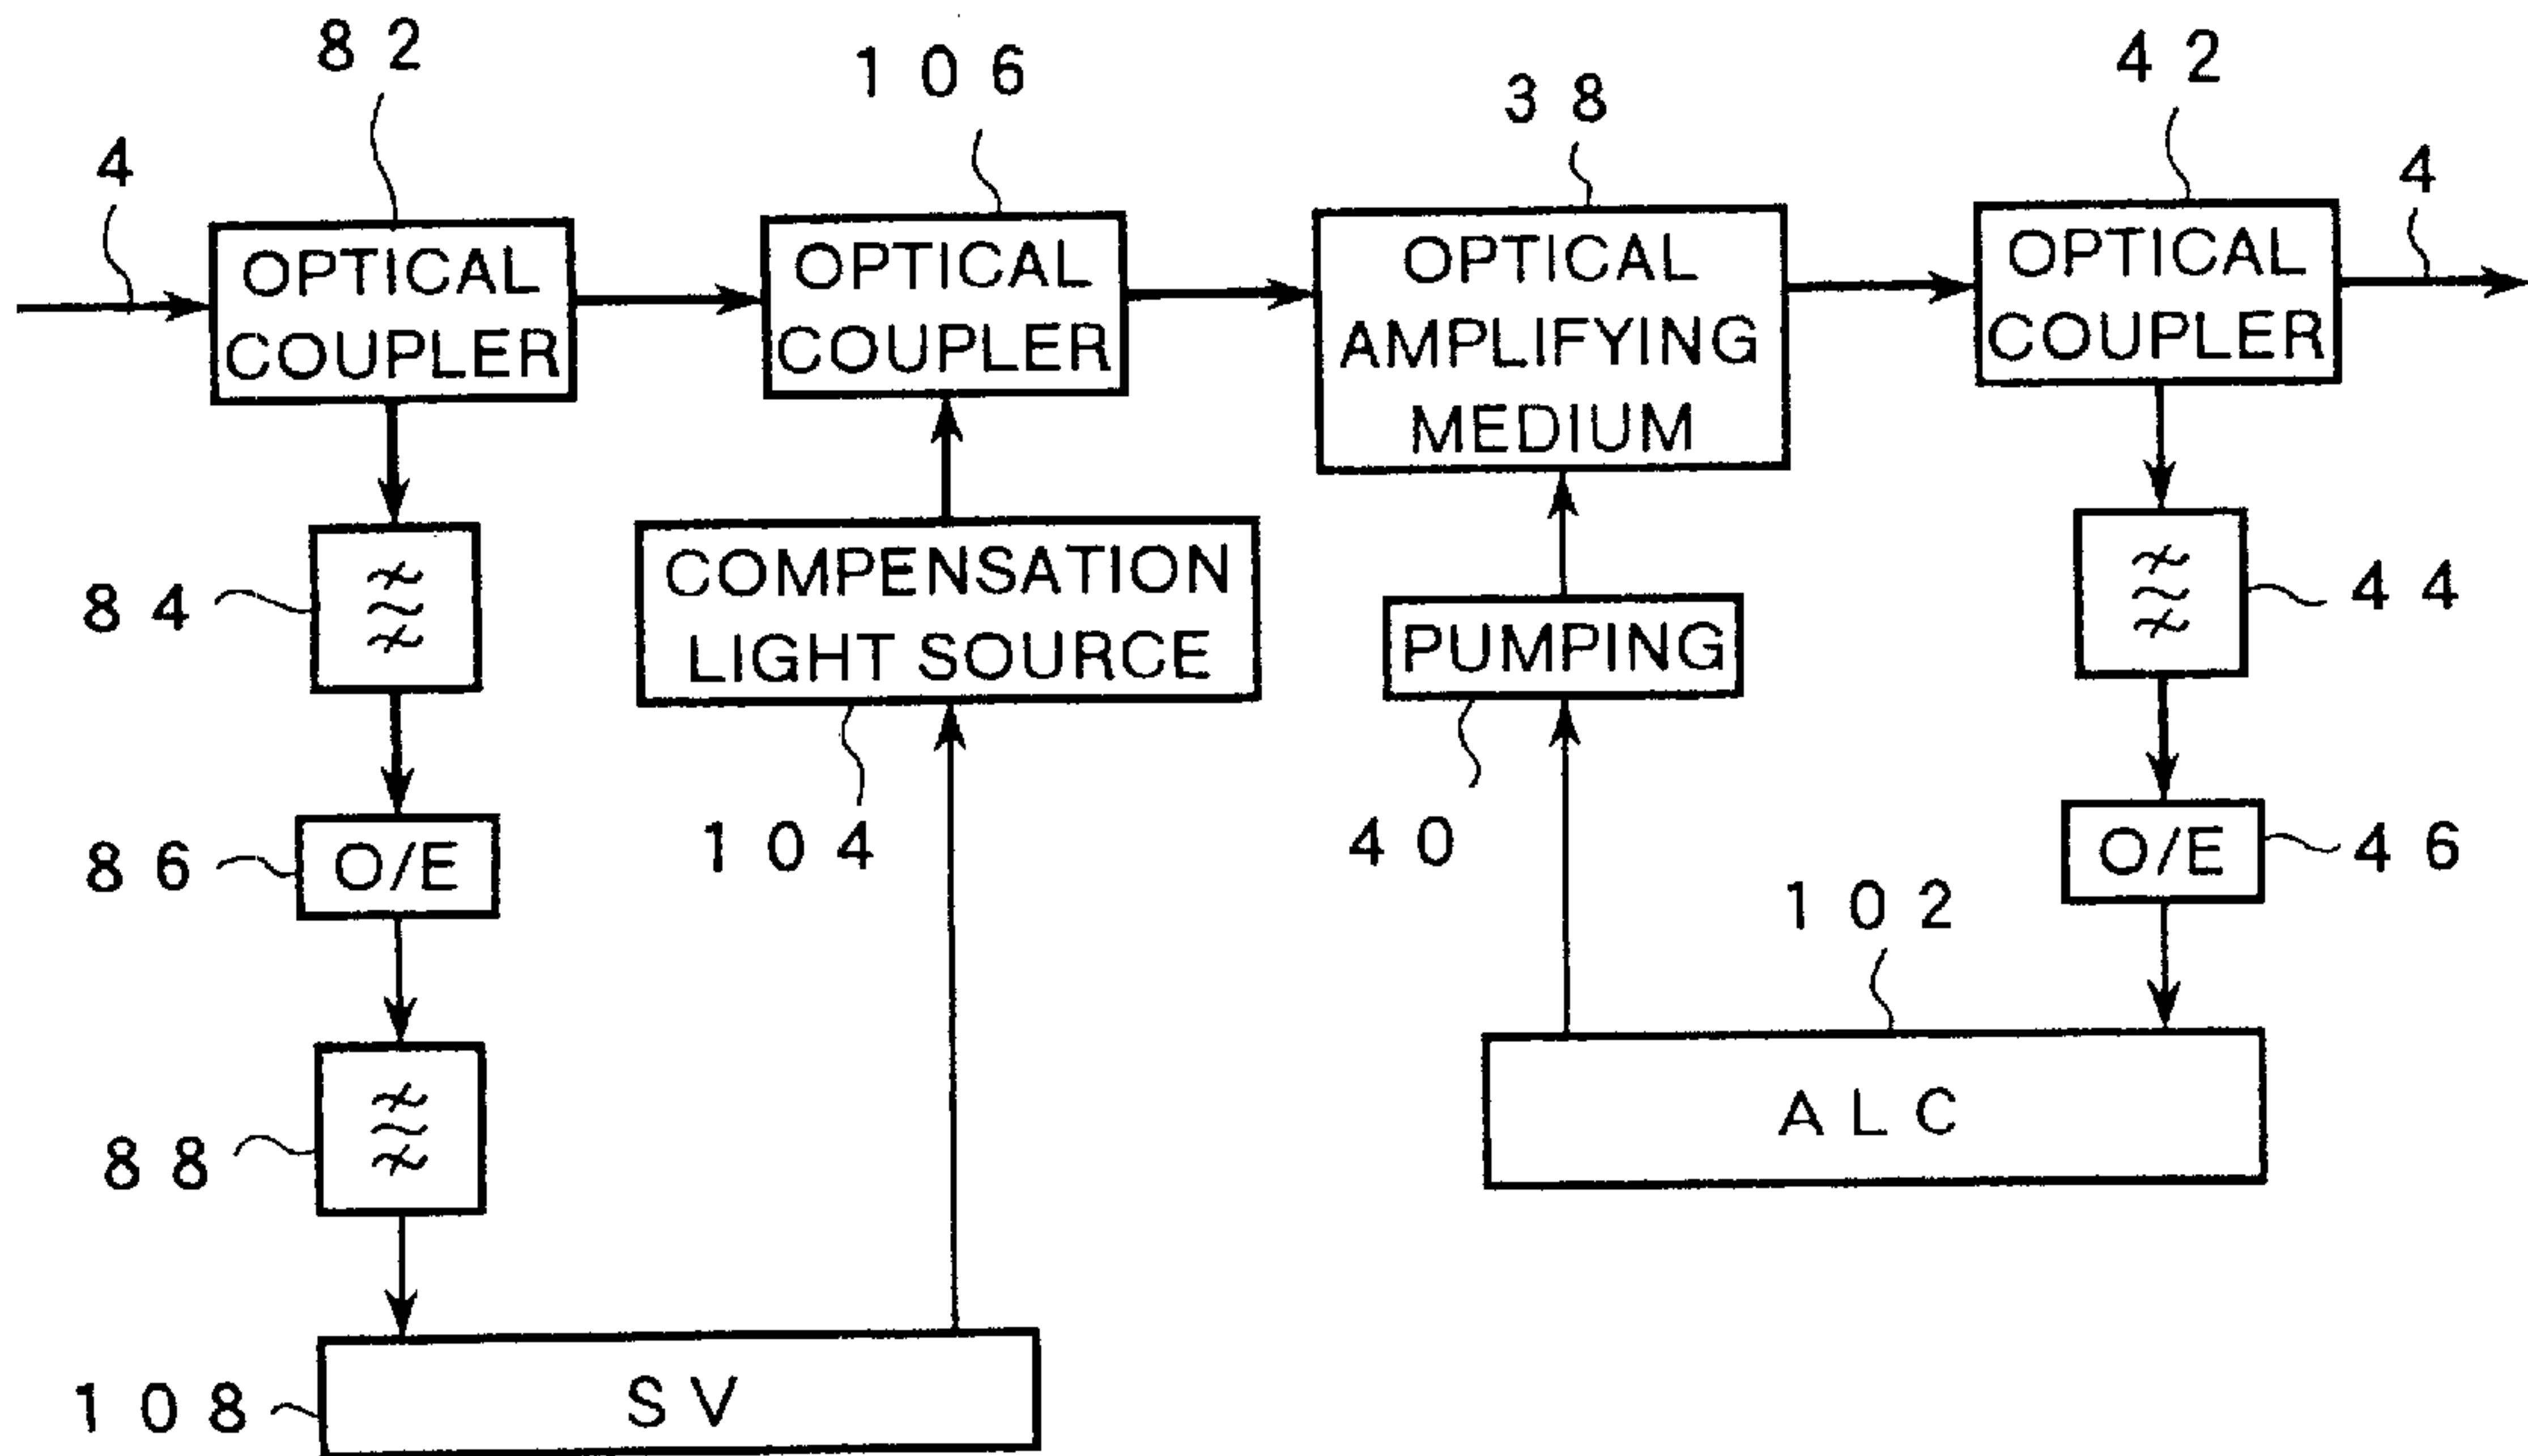 82
106
38
42
4
4
OPTICAL
COUPLER
OPTICAL
COUPLER
OPTICAL
AMPLIFYING
MEDIUM
OPTICAL
COUPLER
84
COMPENSATION
LIGHT SOURCE
PUMPING
44
86
O/E
104
40
O/E
46
102
88
ALC
108
SV